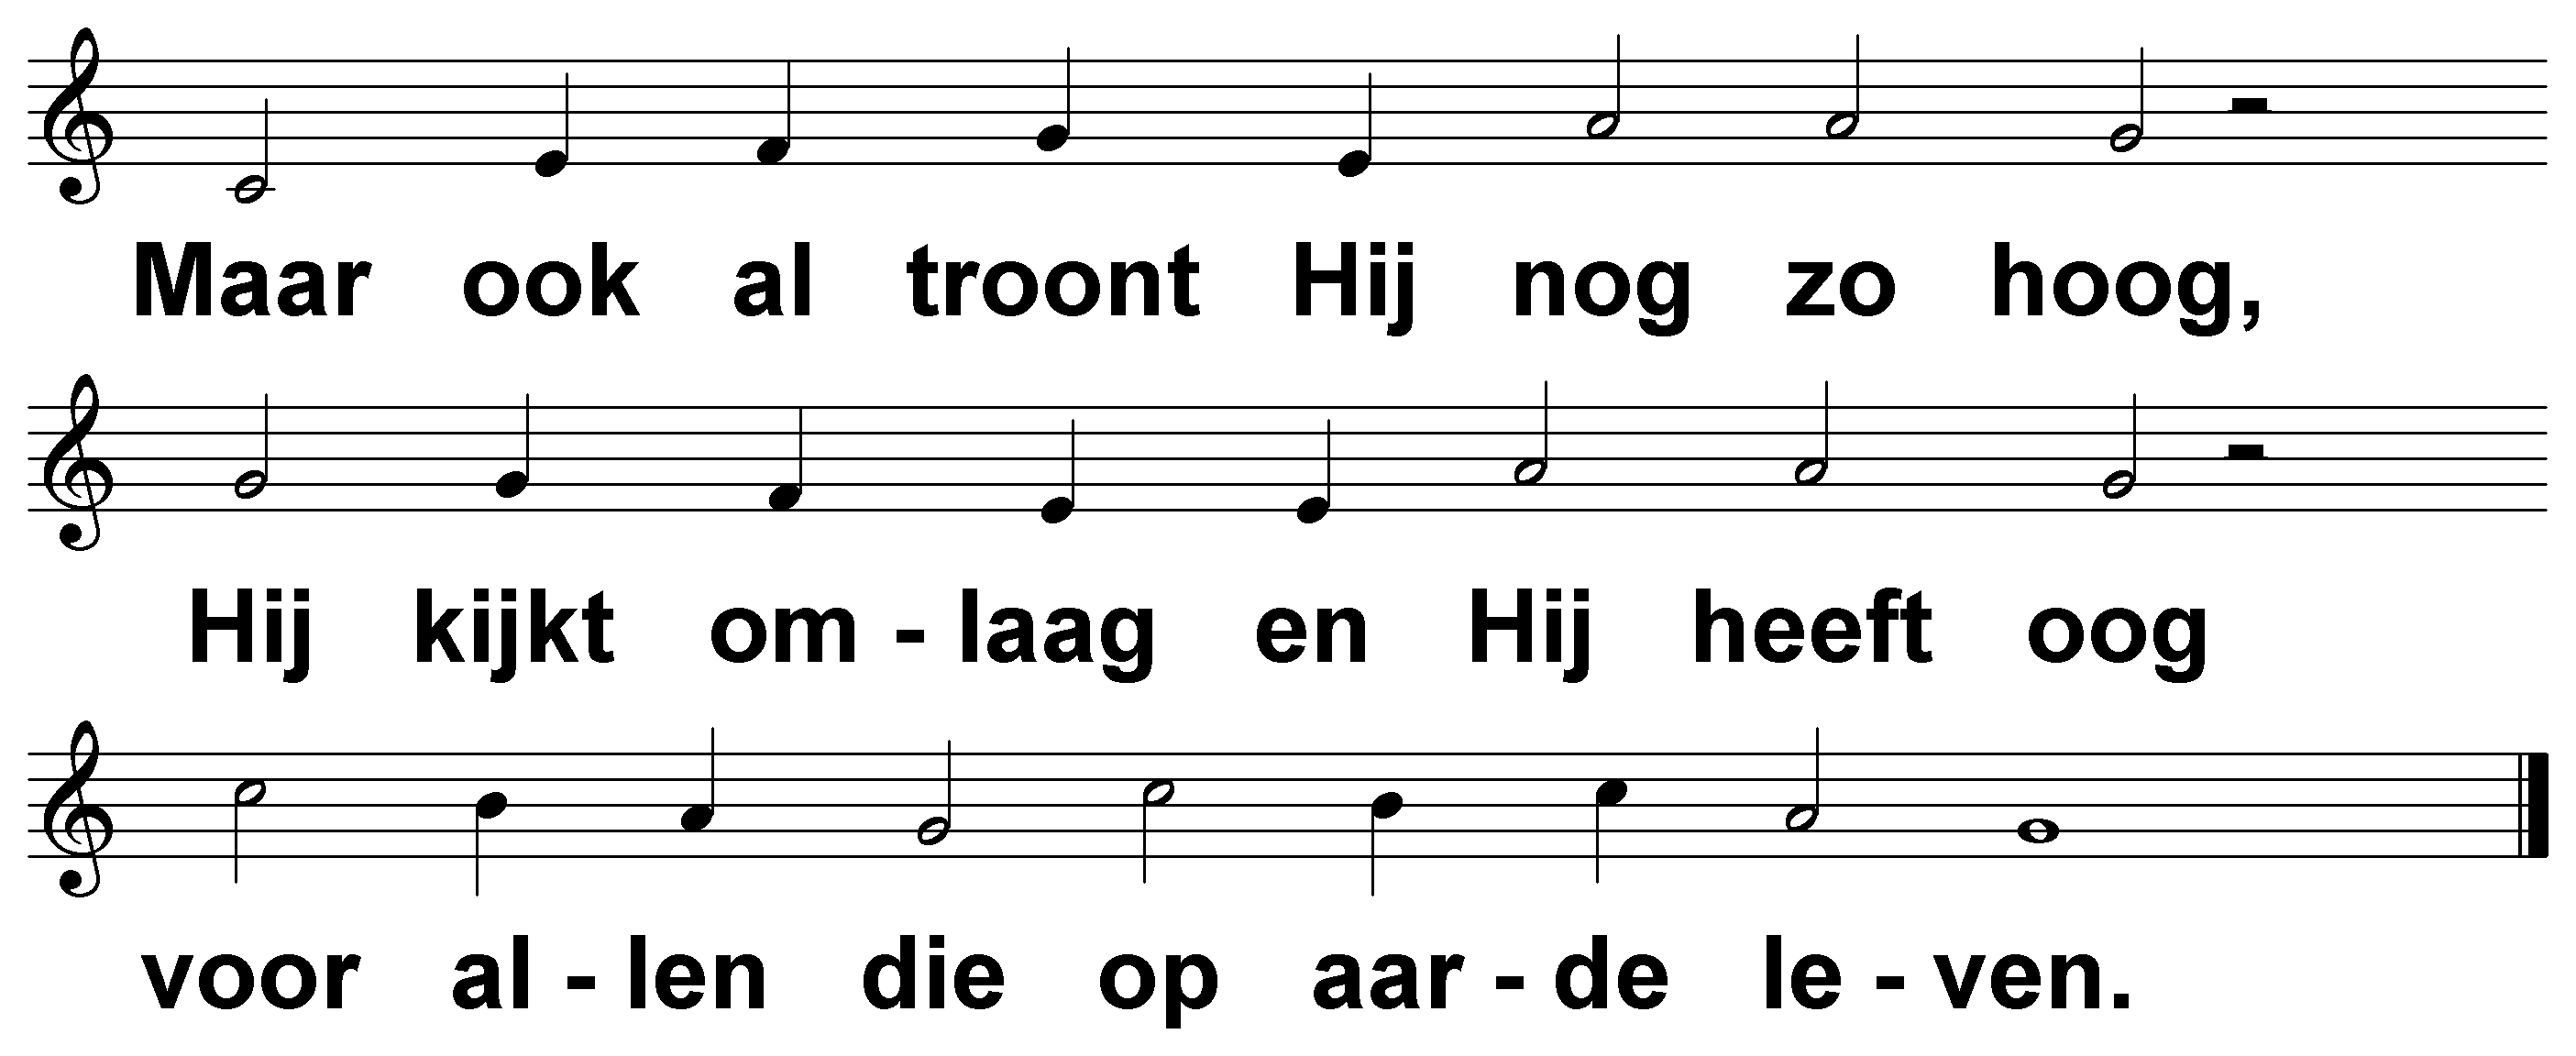 Maar ook al troont Hij nog zo hoog,
Hij kijkt om - laag en Hij heeft oog
voor al - len die op aar - de le - ven.